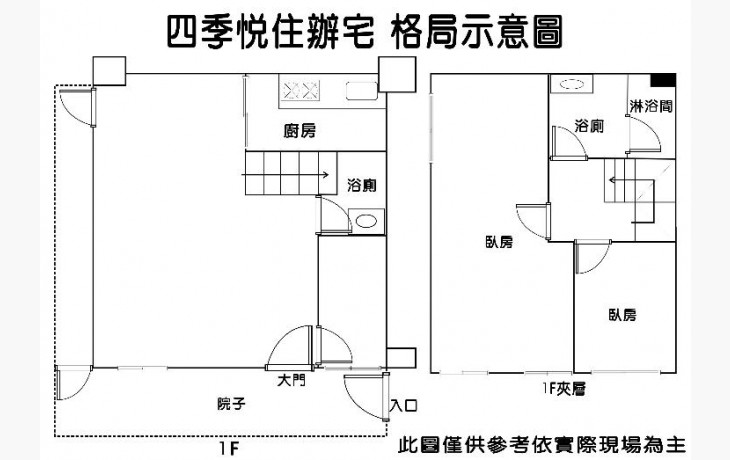 四季悅住辦宅 格局示意圖
廚房
浴廁
大門
院子
入口
1F
淋浴間
浴廁
臥房
臥房
1F夾層
此圖僅供參考依實際現場為主